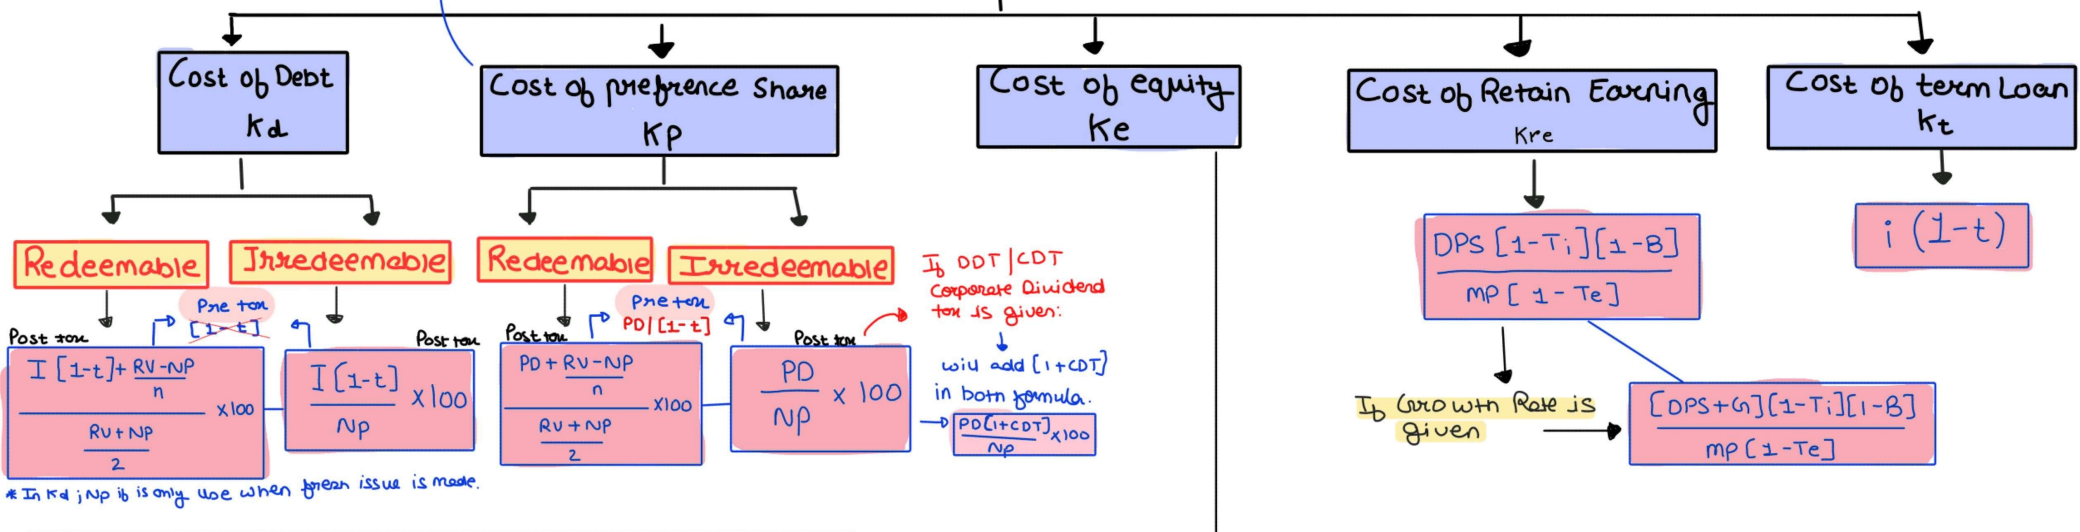 Cost of Debt
Kd
Cost of prefrence Share
Kp
Cost of equity
Ke
Cost of Retain Earning
Kre
Cost of term Loan
Kt
Redeemable
Irredeemable
Pre tax
[1-t]
Post tax
I[1-t]+ RV-NP
n
x100
RV+NP
2
Post tax
I[1-t]
NP
x100
* In Kd ; Np is only use when fresh issue is made.
Redeemable
Irredeemable
Pre tax
PD/[1-t]
Post tax
PD+ RV-NP
n
x100
RV+NP
2
Post tax
PD
NP
x 100
If DDT/CDT
Corporate Dividend
tax is given:
will add [1+CDT]
in both formula.
PD[1+CDT]
NP
x100
DPS[1-Ti][1-B]
mp[1-Te]
If Growth Rate is
given
[DPS+G][1-Ti][1-B]
mp[1-Te]
i (1-t)